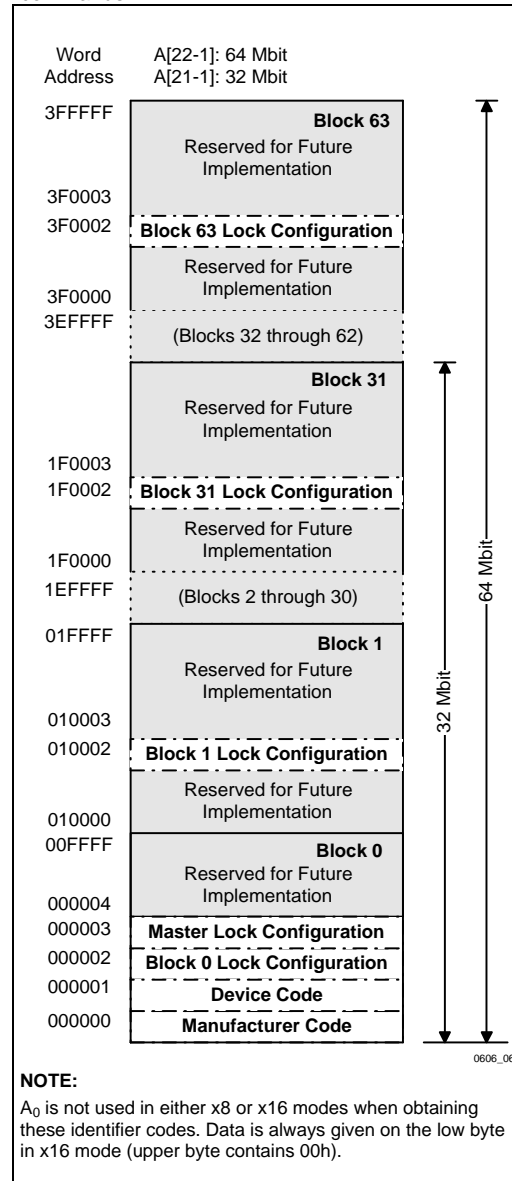 Word
Address
A[22-1]: 64 Mbit
A[21-1]: 32 Mbit
3FFFFF
Block 63
Reserved for Future
Implementation
3F0003
3F0002
Block 63 Lock Configuration
Reserved for Future
Implementation
3F0000
3EFFFF
(Blocks 32 through 62)
Block 31
Reserved for Future
Implementation
1F0003
1F0002
Block 31 Lock Configuration
Reserved for Future
Implementation
1F0000
1EFFFF
(Blocks 2 through 30)
01FFFF
Block 1
Reserved for Future
Implementation
010003
010002
Block 1 Lock Configuration
Reserved for Future
Implementation
010000
00FFFF
Block 0
Reserved for Future
Implementation
000004
000003
Master Lock Configuration
000002
Block 0 Lock Configuration
000001
Device Code
000000
Manufacturer Code
32 Mbit
64 Mbit
0606_06
NOTE:
A0 is not used in either x8 or x16 modes when obtaining
these identifier codes. Data is always given on the low byte
in x16 mode (upper byte contains 00h).